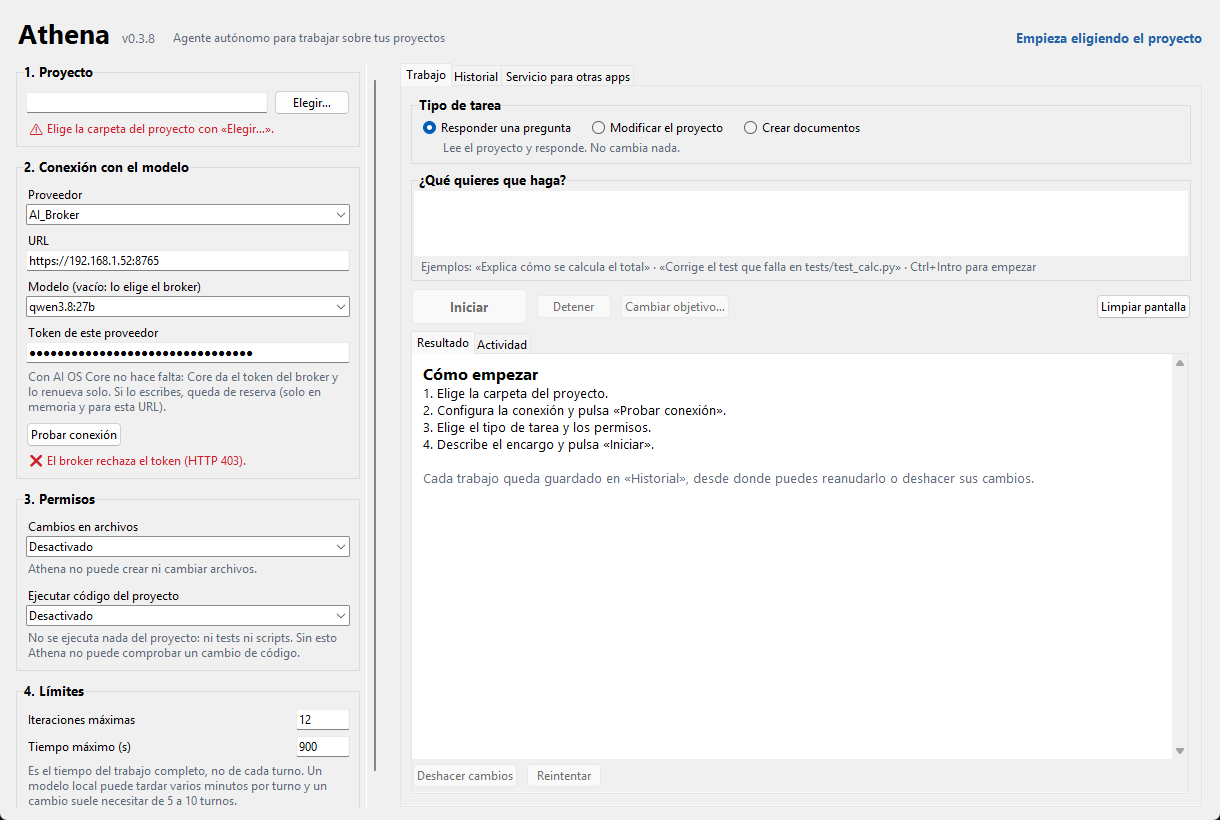 Athena v0.3.8 Agente autónomo para trabajar sobre tus proyectos
Empieza eligiendo el proyecto
1. Proyecto
Elegir...
Elige la carpeta del proyecto con «Elegir...».
2. Conexión con el modelo
Proveedor
AI_Broker
URL
https://192.168.1.52:8765
Modelo (vacío: lo elige el broker)
qwen3.8:27b
Token de este proveedor
Con AI OS Core no hace falta: Core da el token del broker y
lo renueva solo. Si lo escribes, queda de reserva (solo en
memoria y para esta URL).
Probar conexión
El broker rechaza el token (HTTP 403).
3. Permisos
Cambios en archivos
Desactivado
Athena no puede crear ni cambiar archivos.
Ejecutar código del proyecto
Desactivado
No se ejecuta nada del proyecto: ni tests ni scripts. Sin esto
Athena no puede comprobar un cambio de código.
4. Límites
Iteraciones máximas 12
Tiempo máximo (s) 900
Es el tiempo del trabajo completo, no de cada turno. Un
modelo local puede tardar varios minutos por turno y un
cambio suele necesitar de 5 a 10 turnos.
Trabajo Historial Servicio para otras apps
Tipo de tarea
Responder una pregunta Modificar el proyecto Crear documentos
Lee el proyecto y responde. No cambia nada.
¿Qué quieres que haga?
Ejemplos: «Explica cómo se calcula el total» · «Corrige el test que falla en tests/test_calc.py» · Ctrl+Intro para empezar
Iniciar Detener Cambiar objetivo... Limpiar pantalla
Resultado Actividad
Cómo empezar
1. Elige la carpeta del proyecto.
2. Configura la conexión y pulsa «Probar conexión».
3. Elige el tipo de tarea y los permisos.
4. Describe el encargo y pulsa «Iniciar».
Cada trabajo queda guardado en «Historial», desde donde puedes reanudarlo o deshacer sus cambios.
Deshacer cambios Reintentar